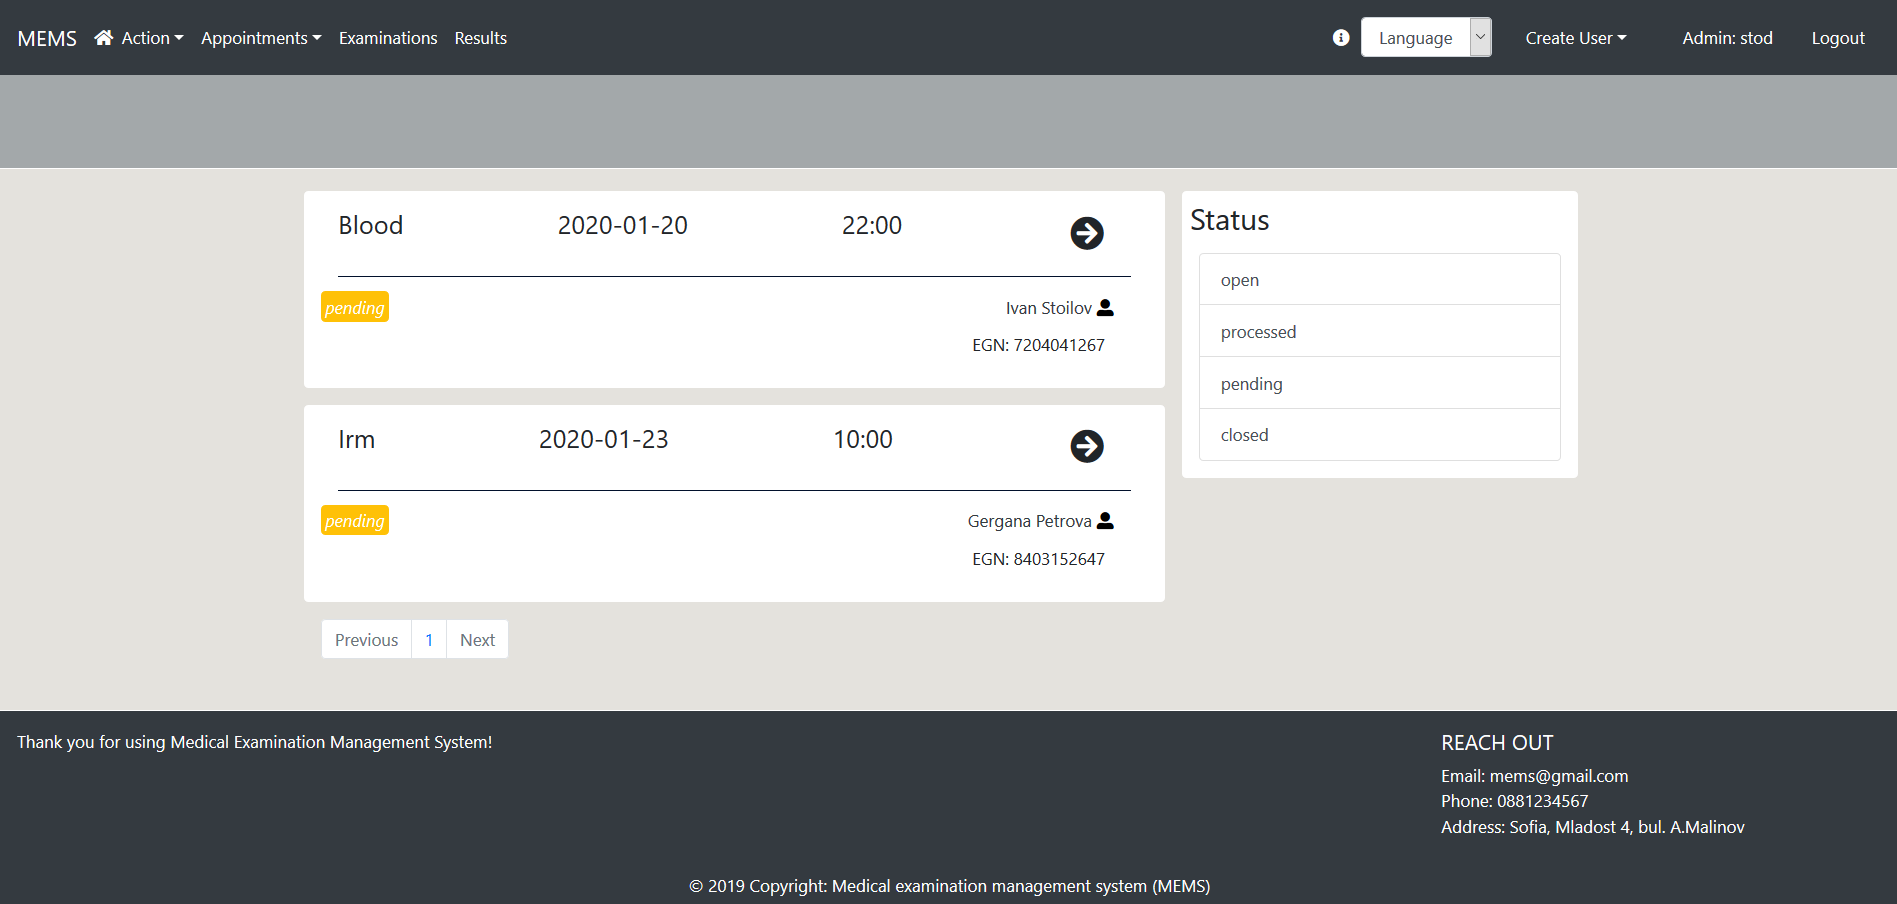 MEMS Action Appointments Examinations Results Language Create User Admin: stod Logout
Blood 2020-01-20 22:00
pending
Ivan Stoilov
EGN: 7204041267
Irm 2020-01-23 10:00
pending
Gergana Petrova
EGN: 8403152647
Previous 1 Next
Status
open
processed
pending
closed
Thank you for using Medical Examination Management System!
REACH OUT
Email: mems@gmail.com
Phone: 0881234567
Address: Sofia, Mladost 4, bul. A.Malinov
© 2019 Copyright: Medical examination management system (MEMS)